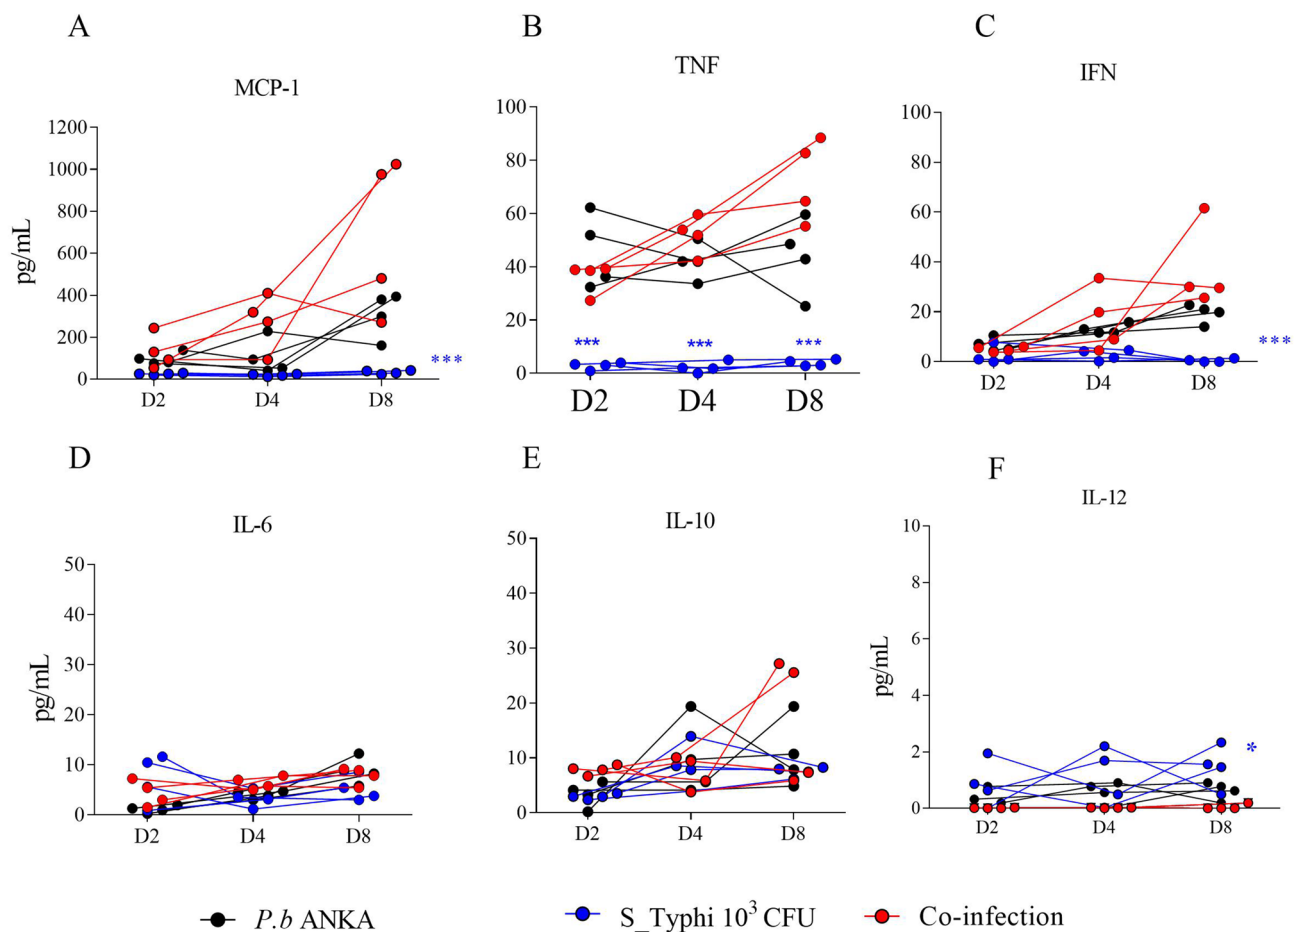 A
MCP-1
pg/mL
1200
1000
800
600
400
200
0
D2
D4
D8
***
B
TNF
100
80
60
40
20
0
***
***
***
D2
D4
D8
C
IFN
100
80
60
40
20
0
D2
D4
D8
***
D
IL-6
pg/mL
50
40
30
20
10
0
D2
D4
D8
E
IL-10
50
40
30
20
10
0
D2
D4
D8
F
IL-12
pg/mL
10
8
6
4
2
0
D2
D4
D8
*
P.b ANKA
S_Typhi 10³ CFU
Co-infection